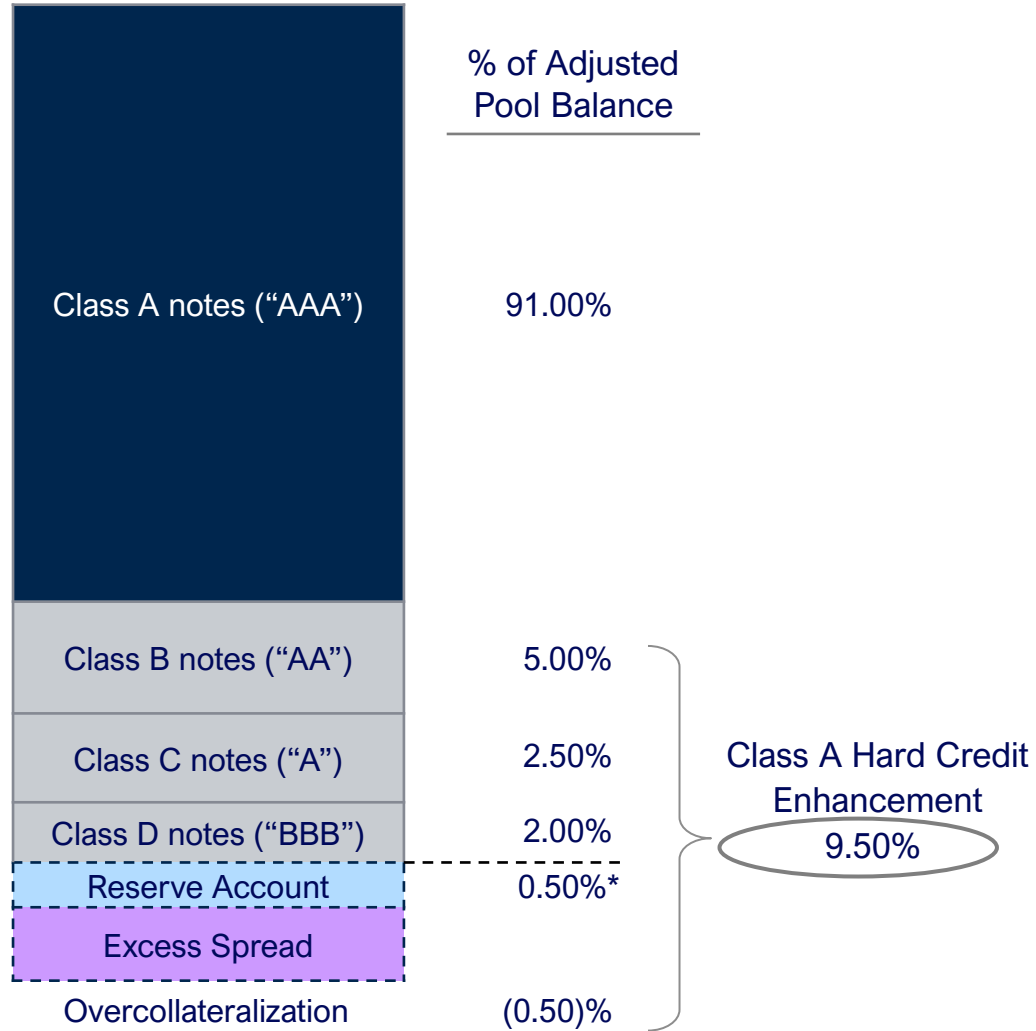 % of Adjusted
Pool Balance
Class A notes (“AAA”)
91.00%
Class B notes (“AA”)
5.00%
Class C notes (“A”)
2.50%
Class A Hard Credit
Enhancement
9.50%
Class D notes (“BBB”)
2.00%
Reserve Account
0.50%*
Excess Spread
Overcollateralization
(0.50)%